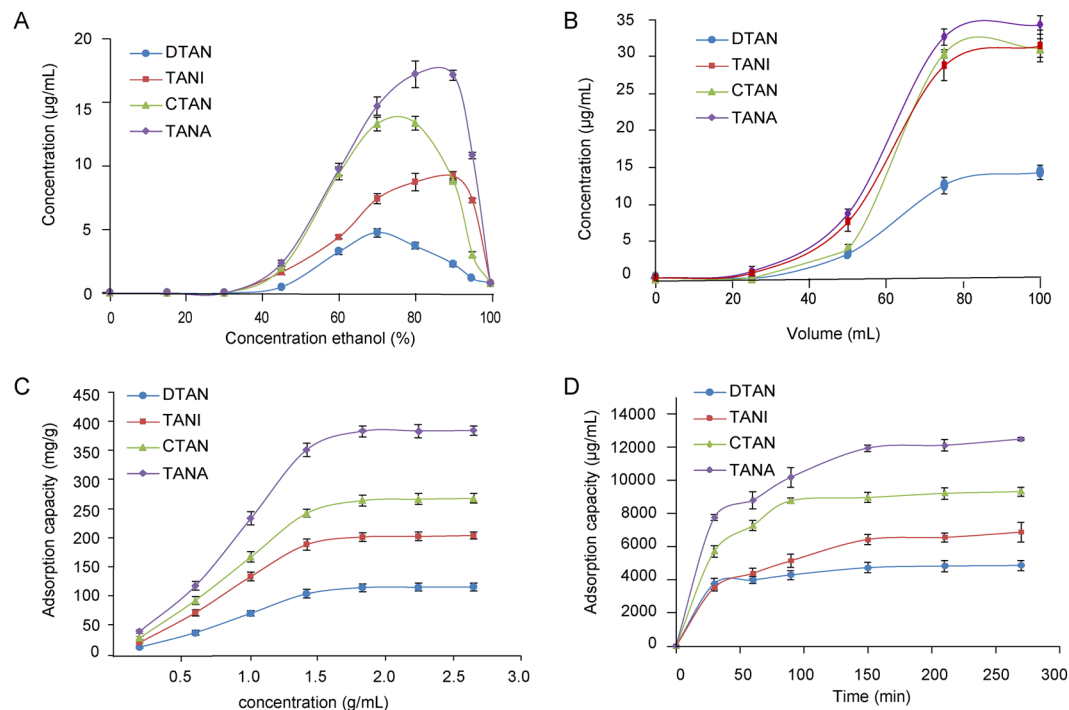 A
DTAN
TANI
CTAN
TANA
Concentration (µg/mL)
20
15
10
5
0
0 20 40 60 80 100
Concentration ethanol (%)
B
DTAN
TANI
CTAN
TANA
Concentration (µg/mL)
35
30
25
20
15
10
5
0
0 20 40 60 80 100
Volume (mL)
C
DTAN
TANI
CTAN
TANA
Adsorption capacity (mg/g)
450
400
350
300
250
200
150
100
50
0
0.5 1.0 1.5 2.0 2.5 3.0
concentration (g/mL)
D
DTAN
TANI
CTAN
TANA
Adsorption capacity (µg/mL)
14000
12000
10000
8000
6000
4000
2000
0
0 50 100 150 200 250 300
Time (min)